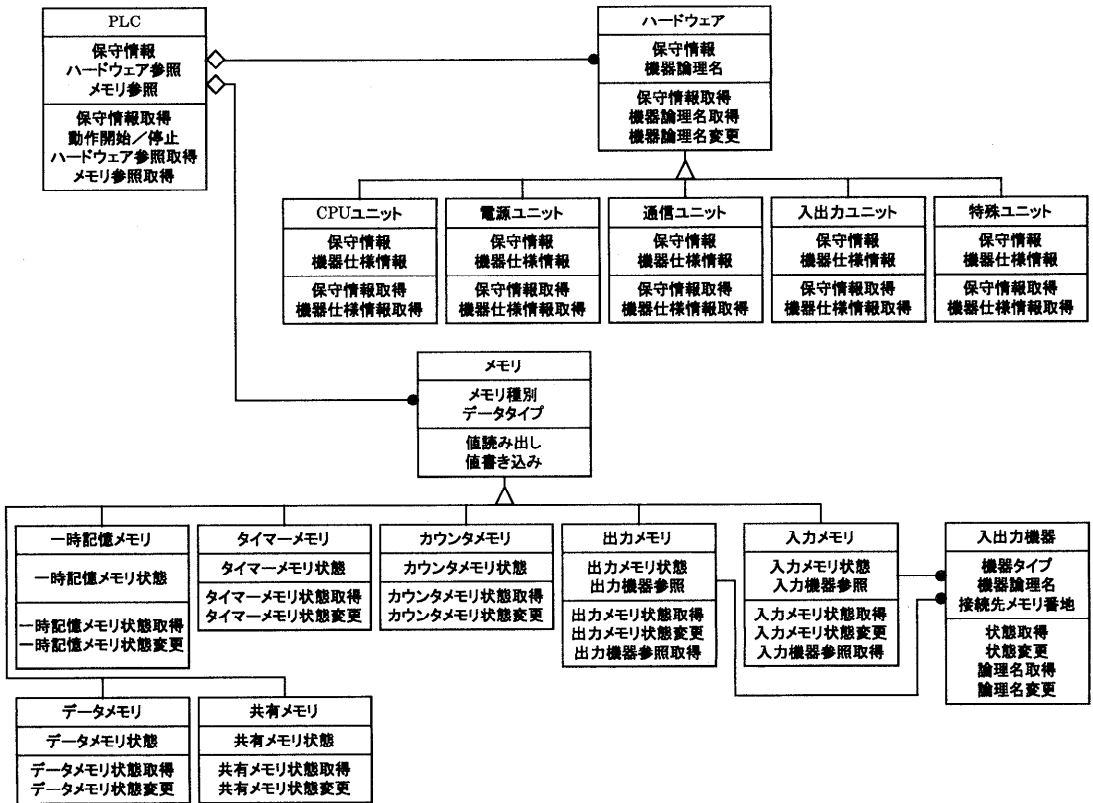 PLC
保守情報
ハードウェア参照
メモリ参照
保守情報取得
動作開始／停止
ハードウェア参照取得
メモリ参照取得
ハードウェア
保守情報
機器論理名
保守情報取得
機器論理名取得
機器論理名変更
CPUユニット
保守情報
機器仕様情報
保守情報取得
機器仕様情報取得
電源ユニット
保守情報
機器仕様情報
保守情報取得
機器仕様情報取得
通信ユニット
保守情報
機器仕様情報
保守情報取得
機器仕様情報取得
入出力ユニット
保守情報
機器仕様情報
保守情報取得
機器仕様情報取得
特殊ユニット
保守情報
機器仕様情報
保守情報取得
機器仕様情報取得
メモリ
メモリ種別
データタイプ
値読み出し
値書き込み
一時記憶メモリ
一時記憶メモリ状態
一時記憶メモリ状態取得
一時記憶メモリ状態変更
タイマーメモリ
タイマーメモリ状態
タイマーメモリ状態取得
タイマーメモリ状態変更
カウンタメモリ
カウンタメモリ状態
カウンタメモリ状態取得
カウンタメモリ状態変更
出力メモリ
出力メモリ状態
出力機器参照
出力メモリ状態取得
出力メモリ状態変更
出力機器参照取得
入力メモリ
入力メモリ状態
入力機器参照
入力メモリ状態取得
入力メモリ状態変更
入力機器参照取得
入出力機器
機器タイプ
機器論理名
接続先メモリ番地
状態取得
状態変更
論理名取得
論理名変更
データメモリ
データメモリ状態
データメモリ状態取得
データメモリ状態変更
共有メモリ
共有メモリ状態
共有メモリ状態取得
共有メモリ状態変更